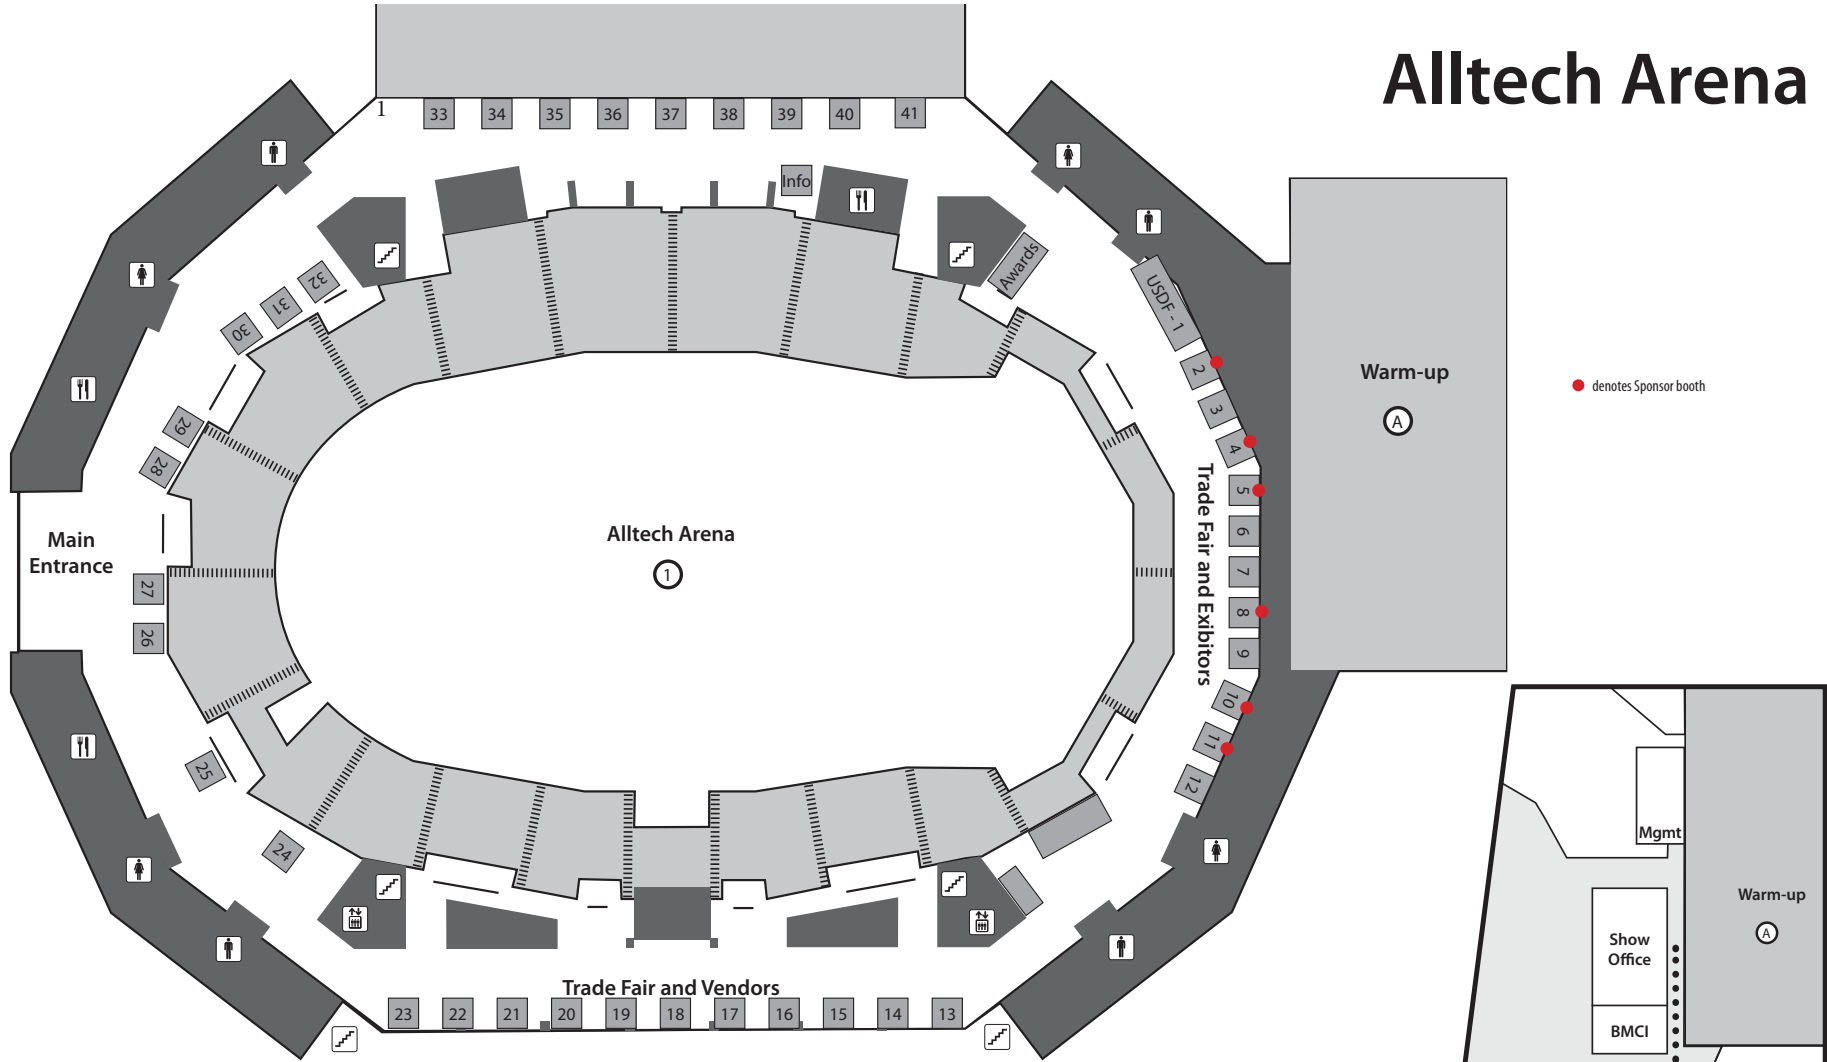 Alltech Arena
1
33
34
35
36
37
38
39
40
41
Info
Awards
USDF - 1
2
3
4
5
6
7
8
9
10
11
12
32
31
30
29
28
27
26
25
24
Main
Entrance
Alltech Arena
1
Trade Fair and Exibitors
Warm-up
A
denotes Sponsor booth
Trade Fair and Vendors
23
22
21
20
19
18
17
16
15
14
13
Mgmt
Warm-up
A
Show
Office
BMCI